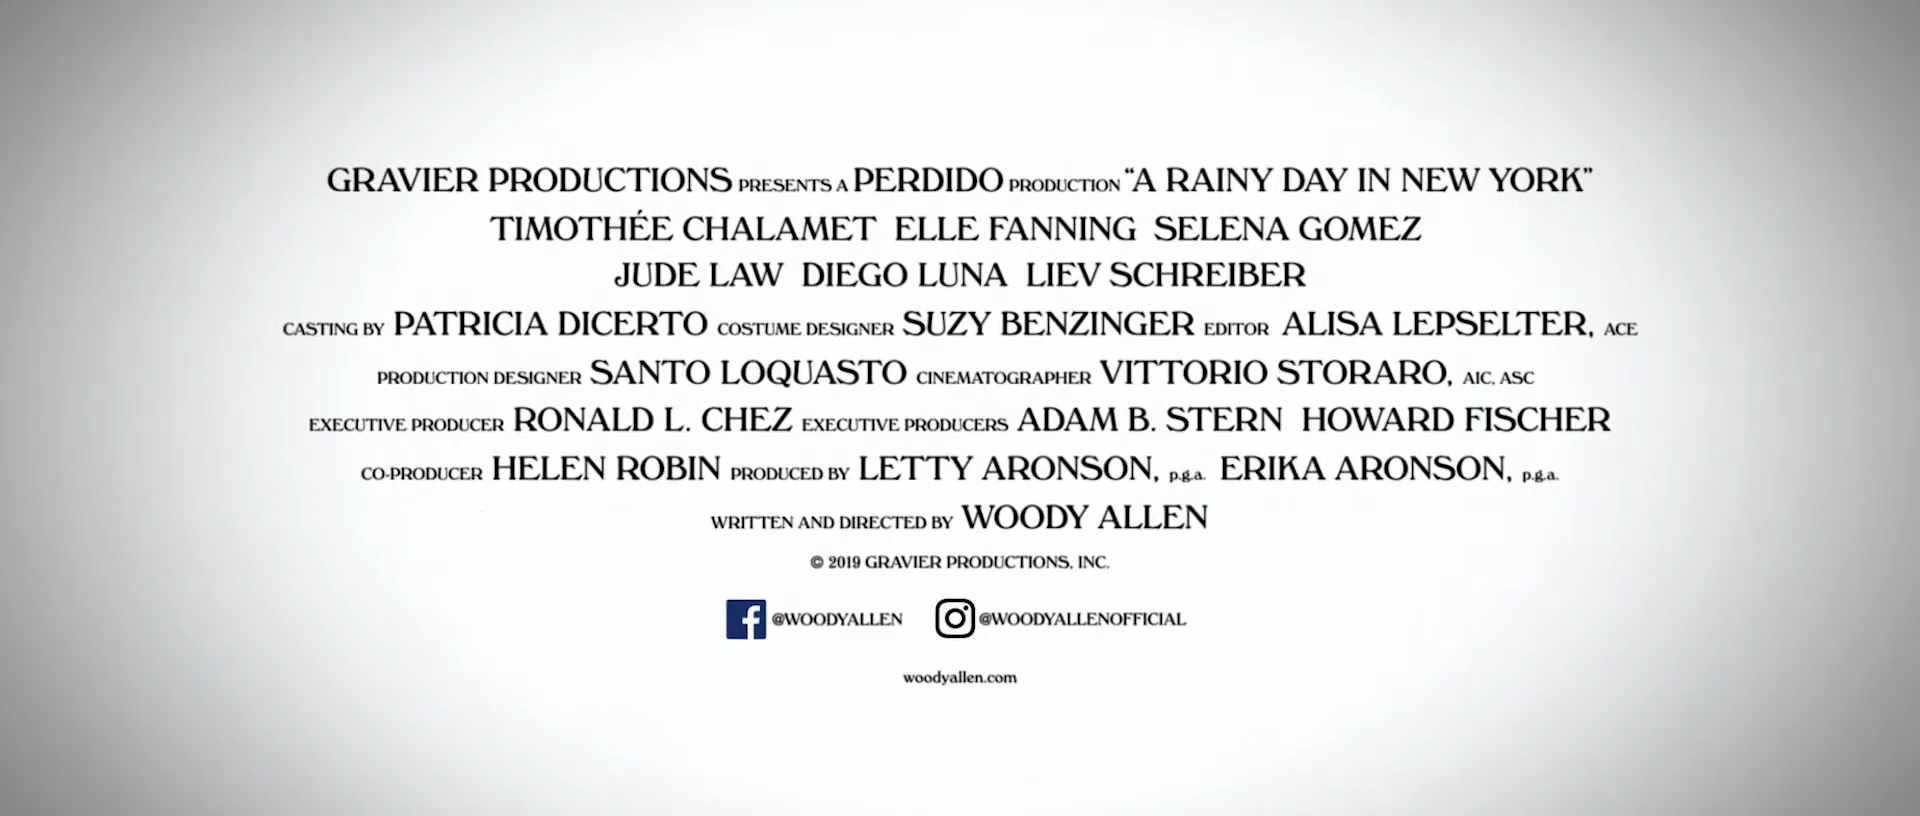 GRAVIER PRODUCTIONS PRESENTS A PERDIDO PRODUCTION “A RAINY DAY IN NEW YORK”
TIMOTHÉE CHALAMET ELLE FANNING SELENA GOMEZ
JUDE LAW DIEGO LUNA LIEV SCHREIBER
CASTING BY PATRICIA DICERTO COSTUME DESIGNER SUZY BENZINGER EDITOR ALISA LEPSELTER, ACE
PRODUCTION DESIGNER SANTO LOQUASTO CINEMATOGRAPHER VITTORIO STORARO, AIC, ASC
EXECUTIVE PRODUCER RONALD L. CHEZ EXECUTIVE PRODUCERS ADAM B. STERN HOWARD FISCHER
CO-PRODUCER HELEN ROBIN PRODUCED BY LETTY ARONSON, p.g.a. ERIKA ARONSON, p.g.a.
WRITTEN AND DIRECTED BY WOODY ALLEN
© 2019 GRAVIER PRODUCTIONS, INC.
@WOODYALLEN @WOODYALLENOFFICIAL
woodyallen.com